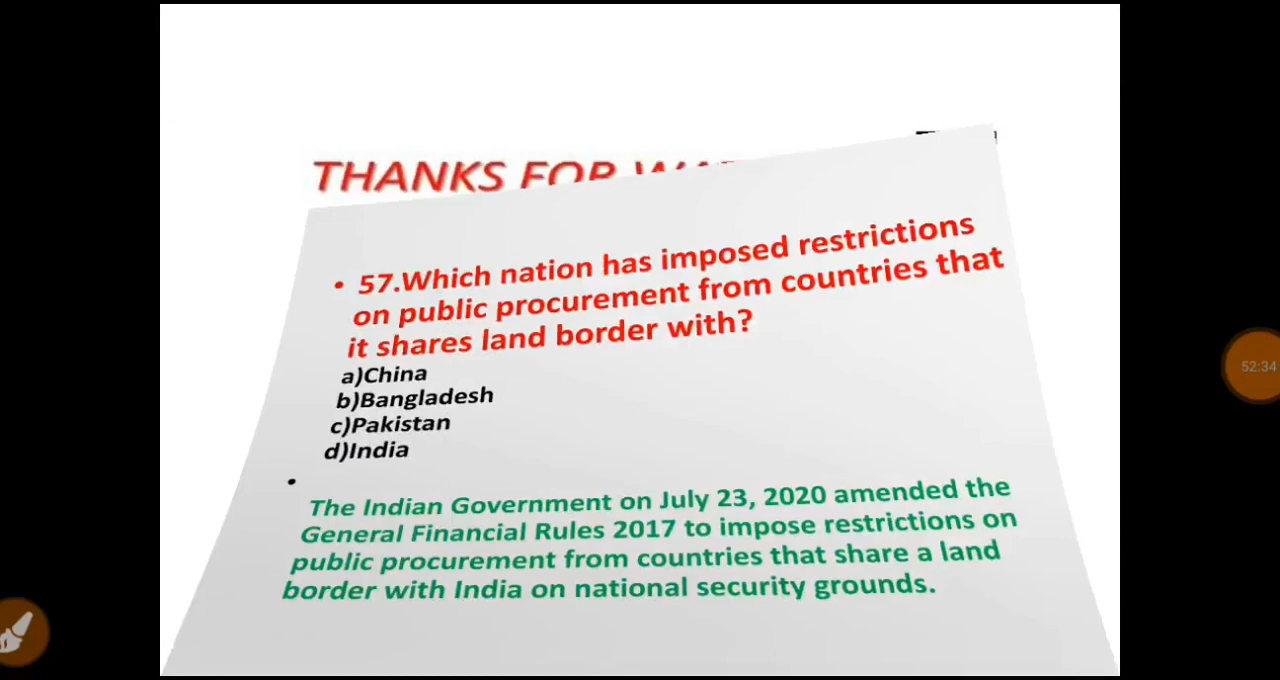 THANKS FOR
• 57.Which nation has imposed restrictions
on public procurement from countries that
it shares land border with?
a)China
b)Bangladesh
c)Pakistan
d)India
•
The Indian Government on July 23, 2020 amended the
General Financial Rules 2017 to impose restrictions on
public procurement from countries that share a land
border with India on national security grounds.
52:34